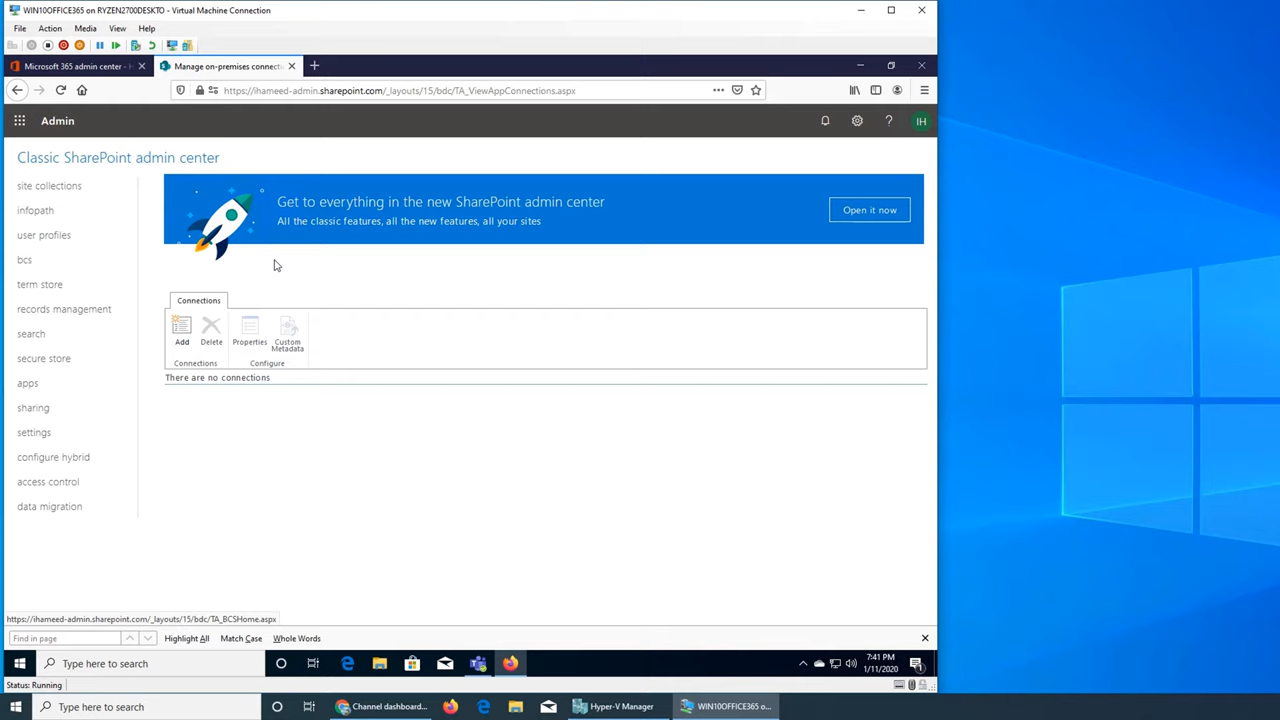 WIN10OFFICE365 on RYZEN2700DESKTO - Virtual Machine Connection
File Action Media View Help
Microsoft 365 admin center - H
Manage on-premises connecti
https://ihameed-admin.sharepoint.com/_layouts/15/bdc/TA_ViewAppConnections.aspx
Admin
IH
Classic SharePoint admin center
site collections
infopath
user profiles
bcs
term store
records management
search
secure store
apps
sharing
settings
configure hybrid
access control
data migration
Get to everything in the new SharePoint admin center
All the classic features, all the new features, all your sites
Open it now
Connections
Add
Delete
Properties
Custom
Metadata
Connections
Configure
There are no connections
https://ihameed-admin.sharepoint.com/_layouts/15/bdc/TA_BCSHome.aspx
Find in page
Highlight All Match Case Whole Words
Type here to search
7:41 PM
1/11/2020
Status: Running
Type here to search
Channel dashboard...
Hyper-V Manager
WIN10OFFICE365 o...